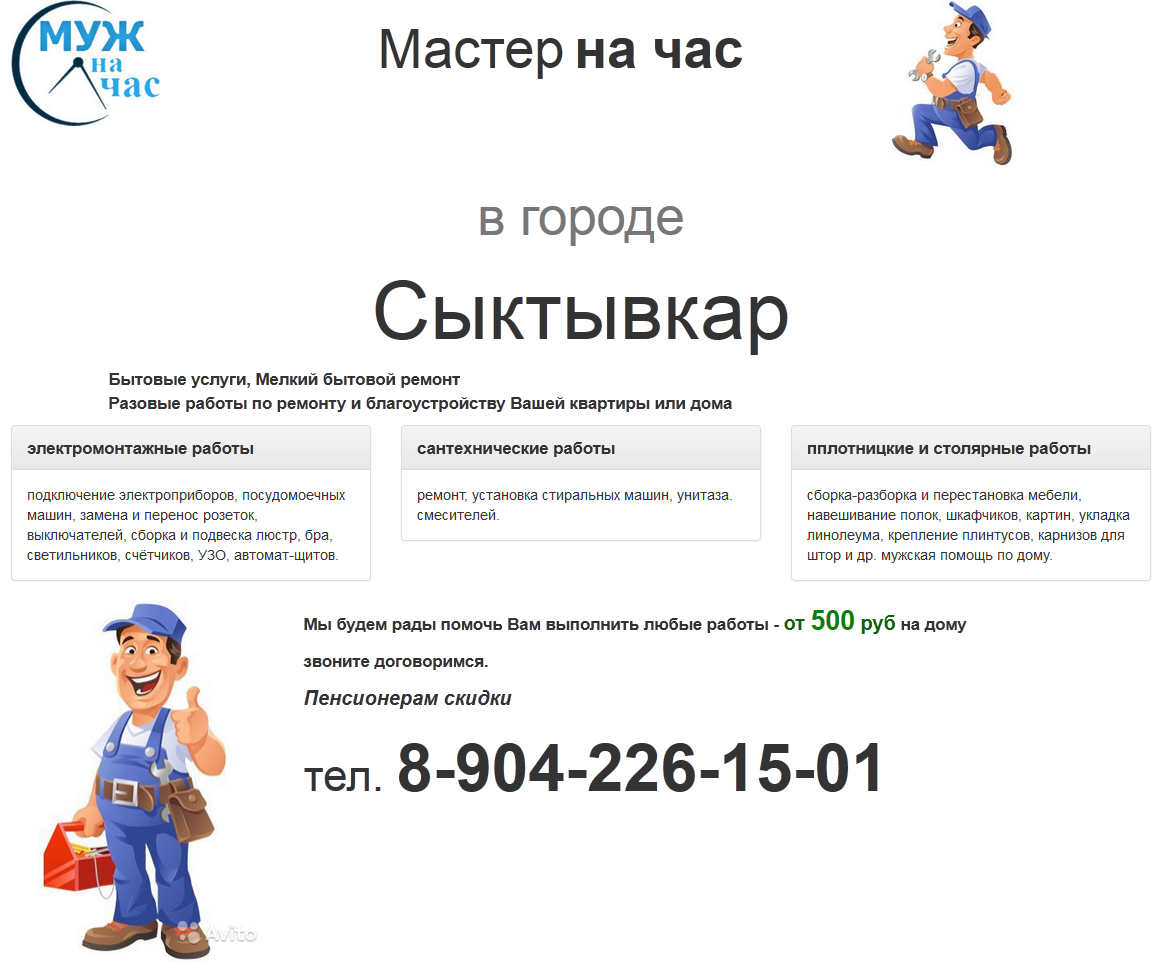 МУЖ
на
час
Мастер на час
в городе
Сыктывкар
Бытовые услуги, Мелкий бытовой ремонт
Разовые работы по ремонту и благоустройству Вашей квартиры или дома
электромонтажные работы
подключение электроприборов, посудомоечных
машин, замена и перенос розеток,
выключателей, сборка и подвеска люстр, бра,
светильников, счётчиков, УЗО, автомат-щитов.
сантехнические работы
ремонт, установка стиральных машин, унитаза.
смесителей.
пплотницкие и столярные работы
сборка-разборка и перестановка мебели,
навешивание полок, шкафчиков, картин, укладка
линолеума, крепление плинтусов, карнизов для
штор и др. мужская помощь по дому.
Мы будем рады помочь Вам выполнить любые работы - от 500 руб на дому
звоните договоримся.
Пенсионерам скидки
тел. 8-904-226-15-01
Avito